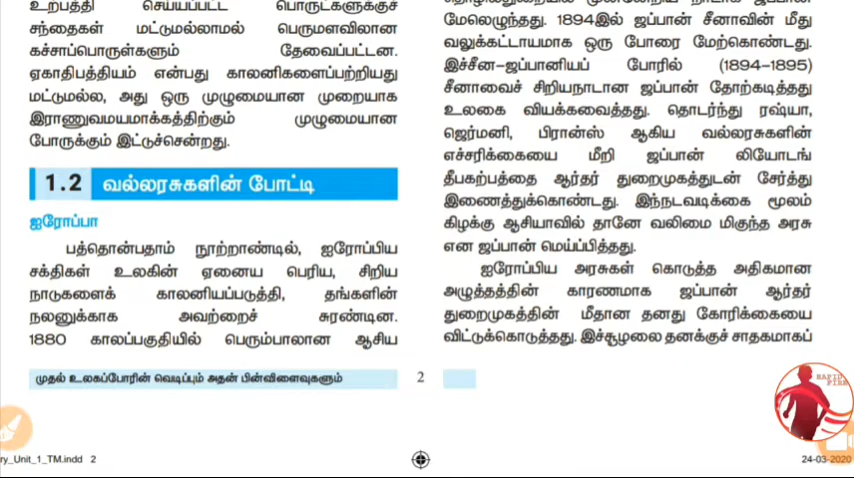 உற்பத்தி செய்யப்பட்ட பொருட்களுக்குச்
சந்தைகள் மட்டுமல்லாமல் பெருமளவிலான
கச்சாப்பொருள்களும் தேவைப்பட்டன.
ஏகாதிபத்தியம் என்பது காலனிகளைப்பற்றியது
மட்டுமல்ல, அது ஒரு முழுமையான முறையாக
இராணுவமயமாக்கத்திற்கும் முழுமையான
போருக்கும் இட்டுச்சென்றது.
1.2 வல்லரசுகளின் போட்டி
ஐரோப்பா
பத்தொன்பதாம் நூற்றாண்டில், ஐரோப்பிய
சக்திகள் உலகின் ஏனைய பெரிய, சிறிய
நாடுகளைக் காலனியப்படுத்தி, தங்களின்
நலனுக்காக அவற்றைச் சுரண்டின.
1880 காலப்பகுதியில் பெரும்பாலான ஆசிய
மேலெழுந்தது. 1894இல் ஜப்பான் சீனாவின் மீது
வலுக்கட்டாயமாக ஒரு போரை மேற்கொண்டது.
இச்சீன-ஜப்பானியப் போரில் (1894–1895)
சீனாவைச் சிறியநாடான ஜப்பான் தோற்கடித்தது
உலகை வியக்கவைத்தது. தொடர்ந்து ரஷ்யா,
ஜெர்மனி, பிரான்ஸ் ஆகிய வல்லரசுகளின்
எச்சரிக்கையை மீறி ஜப்பான் லியோடங்
தீபகற்பத்தை ஆர்தர் துறைமுகத்துடன் சேர்த்து
இணைத்துக்கொண்டது. இந்நடவடிக்கை மூலம்
கிழக்கு ஆசியாவில் தானே வலிமை மிகுந்த அரசு
என ஜப்பான் மெய்ப்பித்தது.
ஐரோப்பிய அரசுகள் கொடுத்த அதிகமான
அழுத்தத்தின் காரணமாக ஜப்பான் ஆர்தர்
துறைமுகத்தின் மீதான தனது கோரிக்கையை
விட்டுக்கொடுத்தது. இச்சூழலை தனக்குச் சாதகமாகப்
முதல் உலகப்போரின் வெடிப்பும் அதன் பின்விளைவுகளும்
2
RAPID
FIRE
ry_Unit_1_TM.indd 2
24-03-2020